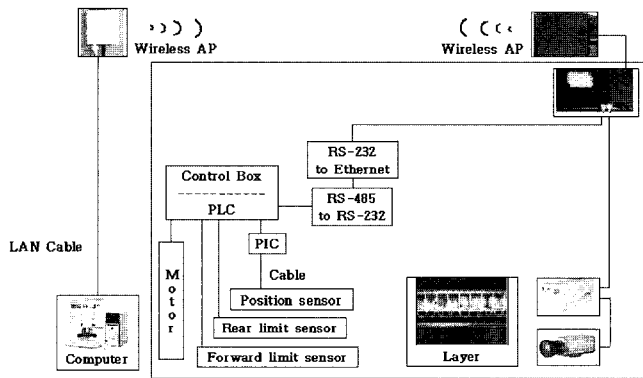 Wireless AP
Wireless AP
RS-232
to Ethernet
Control Box
PLC
RS-485
to RS-232
LAN Cable
PIC
Motor
Cable
Position sensor
Rear limit sensor
Forward limit sensor
Computer
Layer